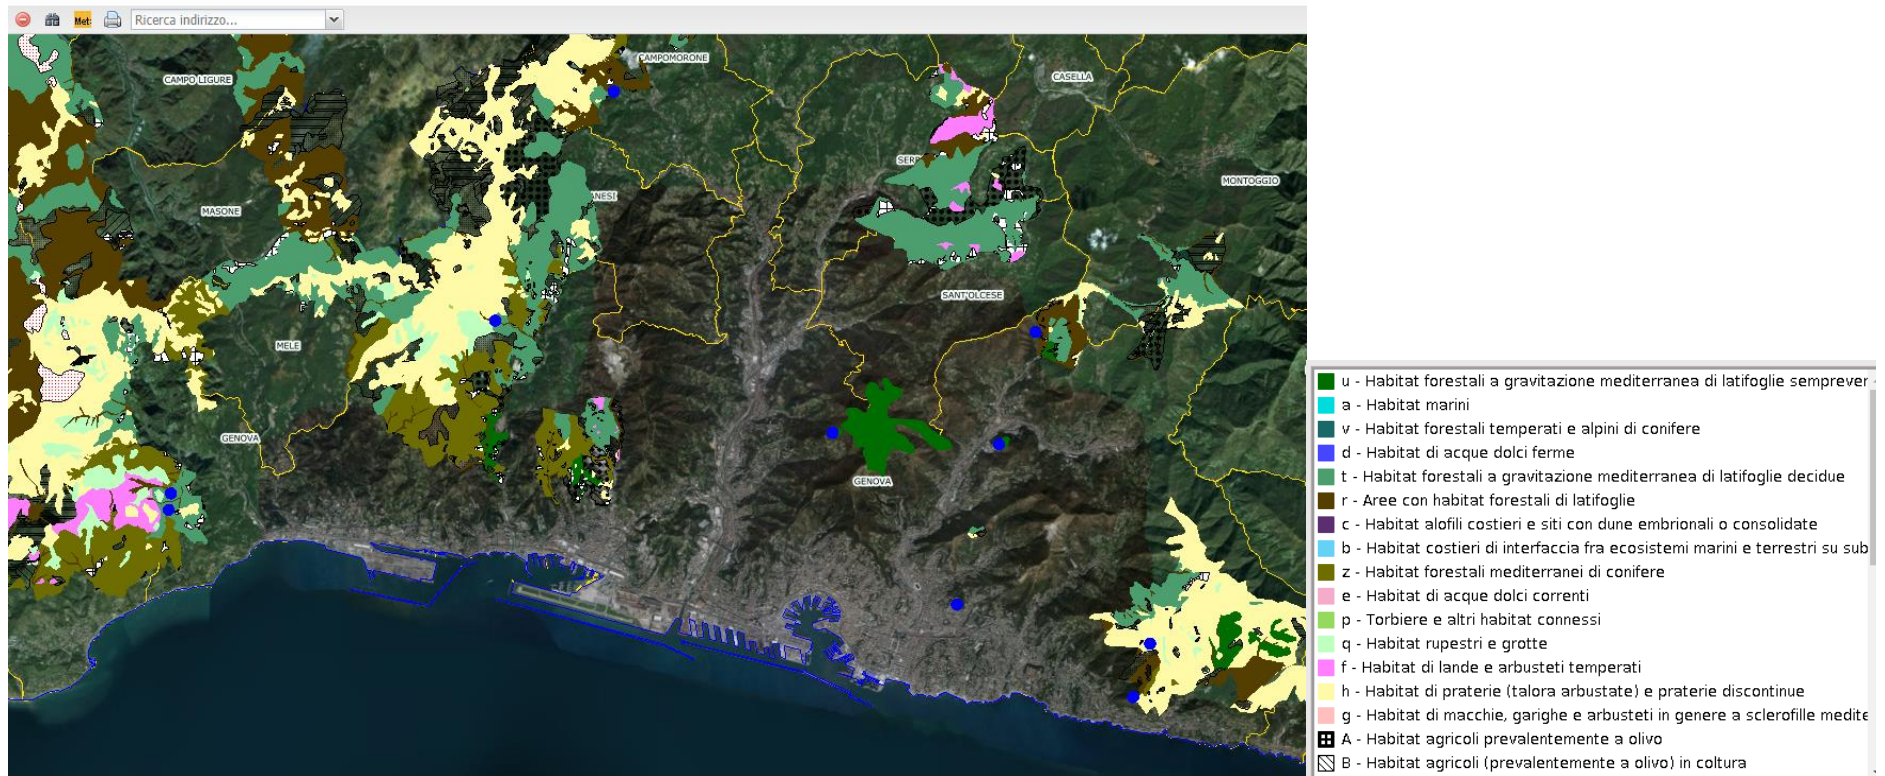 Met:
Ricerca indirizzo...
CAMPOMORONE
CAMPO LIGURE
CASELLA
SERR
MONTOGGIO
ANESI
MASONE
SANT'OLCESE
MELE
GENOVA
GENOVA
u - Habitat forestali a gravitazione mediterranea di latifoglie semprever
a - Habitat marini
v - Habitat forestali temperati e alpini di conifere
d - Habitat di acque dolci ferme
t - Habitat forestali a gravitazione mediterranea di latifoglie decidue
r - Aree con habitat forestali di latifoglie
c - Habitat alofili costieri e siti con dune embrionali o consolidate
b - Habitat costieri di interfaccia fra ecosistemi marini e terrestri su sub
z - Habitat forestali mediterranei di conifere
e - Habitat di acque dolci correnti
p - Torbiere e altri habitat connessi
q - Habitat rupestri e grotte
f - Habitat di lande e arbusteti temperati
h - Habitat di praterie (talora arbustate) e praterie discontinue
g - Habitat di macchie, garighe e arbusteti in genere a sclerofille medite
A - Habitat agricoli prevalentemente a olivo
B - Habitat agricoli (prevalentemente a olivo) in coltura